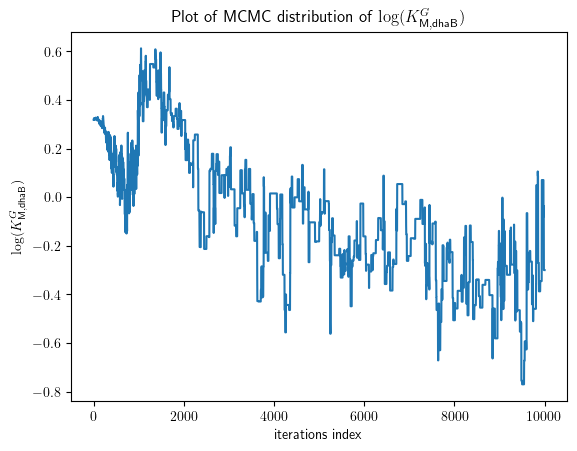 Plot of MCMC distribution of log(K^G_{M,dhaB})
0.6
0.4
0.2
0.0
−0.2
−0.4
−0.6
−0.8
log(K^G_{M,dhaB})
0 2000 4000 6000 8000 10000
iterations index